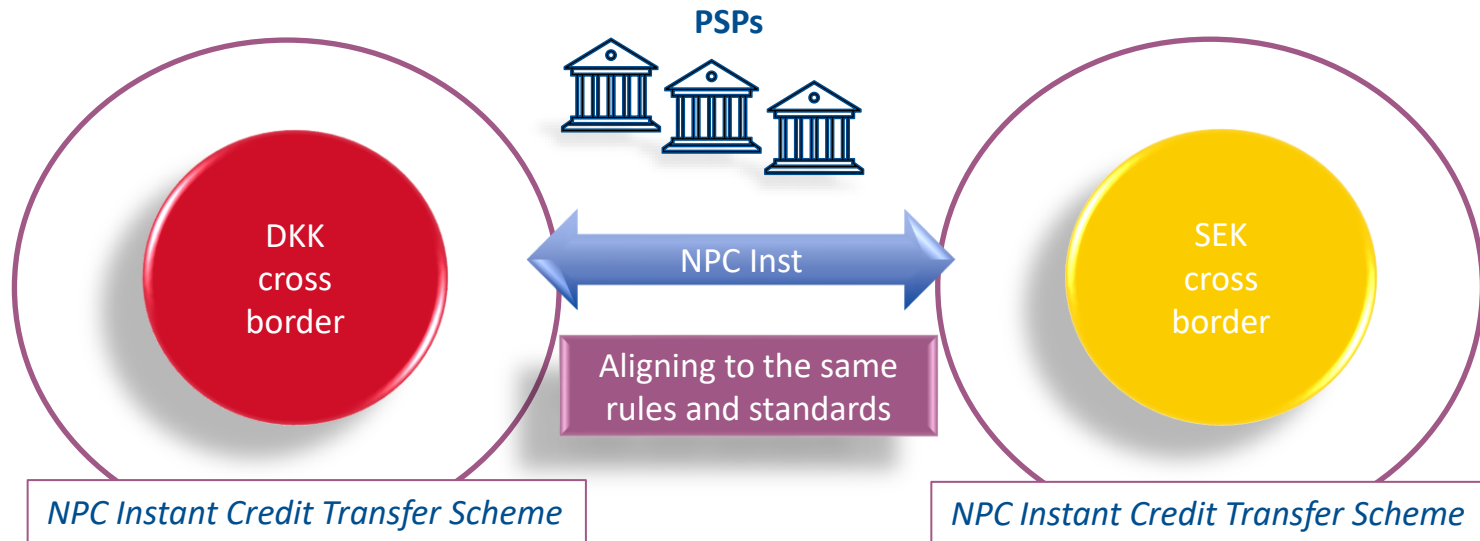 PSPs
DKK
cross
border
NPC Inst
SEK
cross
border
Aligning to the same
rules and standards
NPC Instant Credit Transfer Scheme
NPC Instant Credit Transfer Scheme